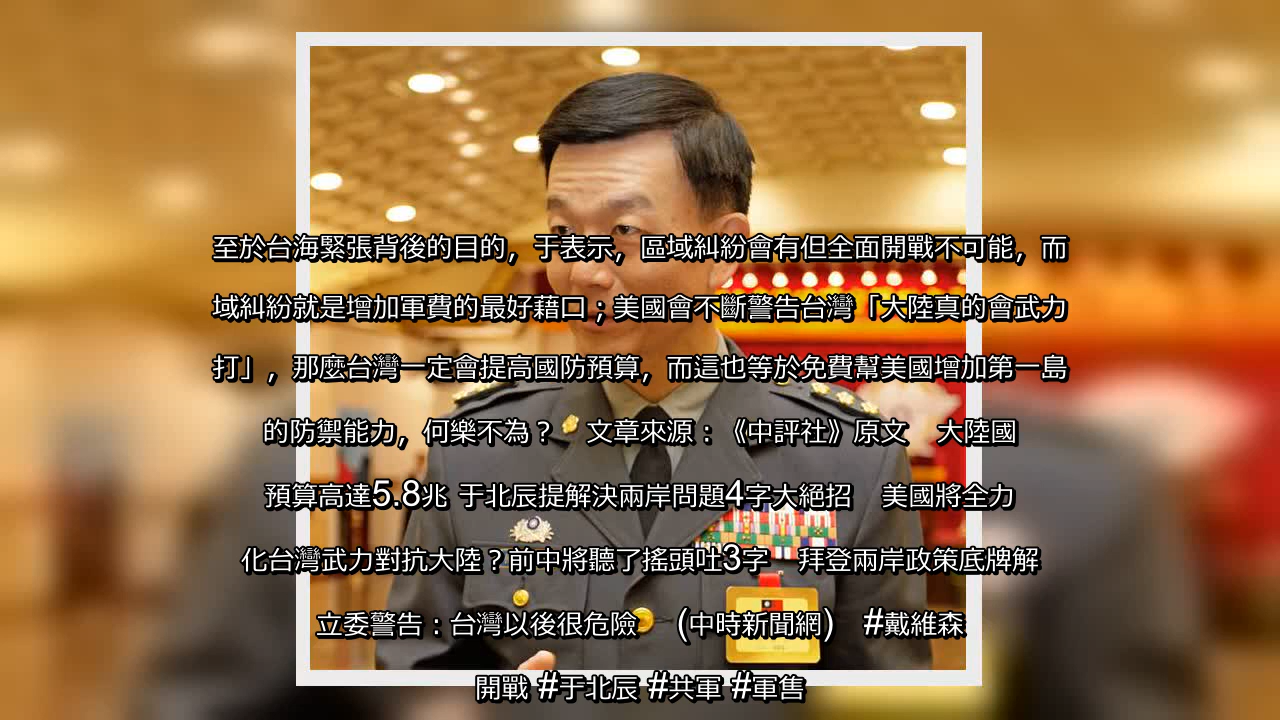 至於台海緊張背後的目的，于表示，區域糾紛會有但全面開戰不可能，而
域糾紛就是增加軍費的最好藉口；美國會不斷警告台灣「大陸真的會武力
打」，那麼台灣一定會提高國防預算，而這也等於免費幫美國增加第一島
的防禦能力，何樂不為？ 文章來源：《中評社》原文 大陸國
預算高達5.8兆 于北辰提解決兩岸問題4字大絕招 美國將全力
化台灣武力對抗大陸？前中將聽了搖頭吐3字 拜登兩岸政策底牌解
立委警告：台灣以後很危險 (中時新聞網) #戴維森
開戰 #于北辰 #共軍 #軍售